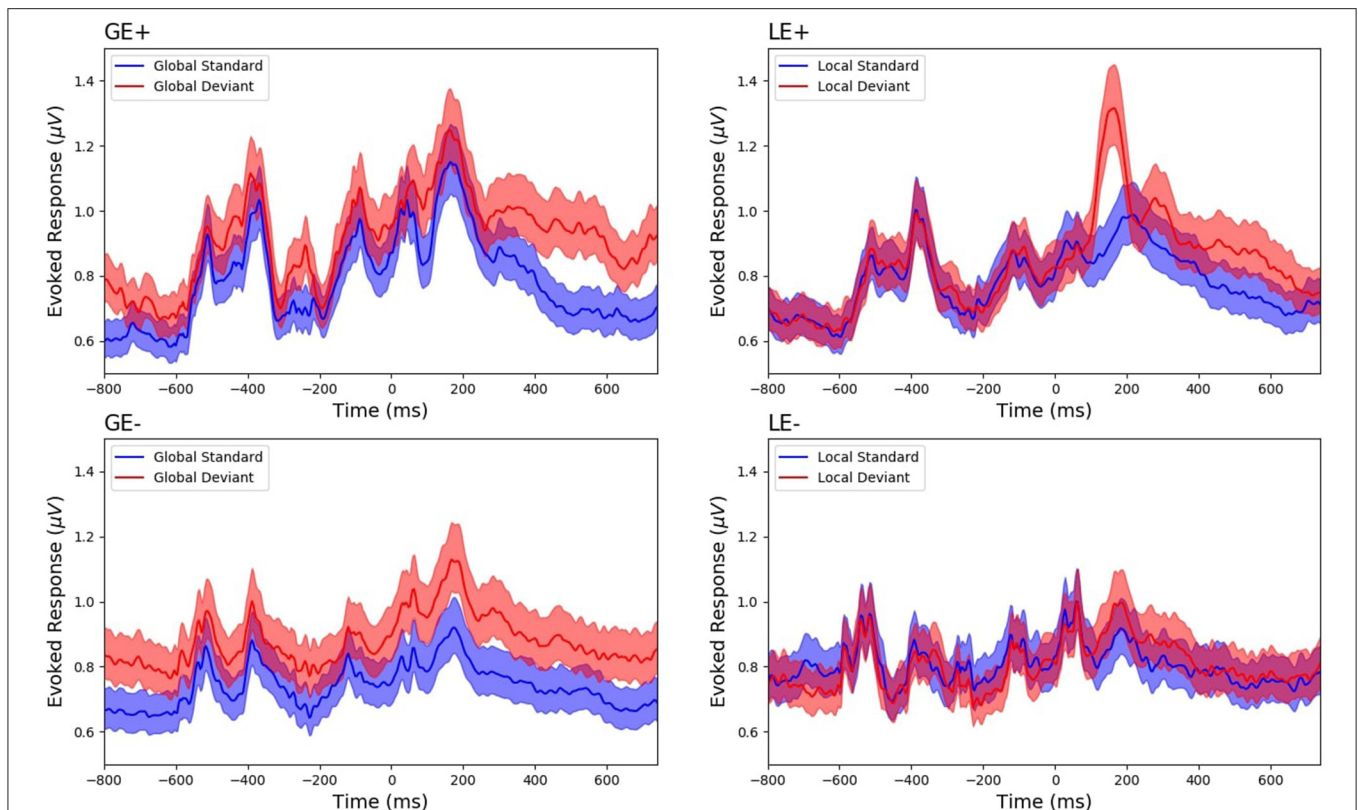 GE+
Global Standard
Global Deviant
1.4
1.2
1.0
0.8
0.6
Evoked Response (μV)
−800 −600 −400 −200 0 200 400 600
Time (ms)
LE+
Local Standard
Local Deviant
1.4
1.2
1.0
0.8
0.6
Evoked Response (μV)
−800 −600 −400 −200 0 200 400 600
Time (ms)
GE-
Global Standard
Global Deviant
1.4
1.2
1.0
0.8
0.6
Evoked Response (μV)
−800 −600 −400 −200 0 200 400 600
Time (ms)
LE-
Local Standard
Local Deviant
1.4
1.2
1.0
0.8
0.6
Evoked Response (μV)
−800 −600 −400 −200 0 200 400 600
Time (ms)